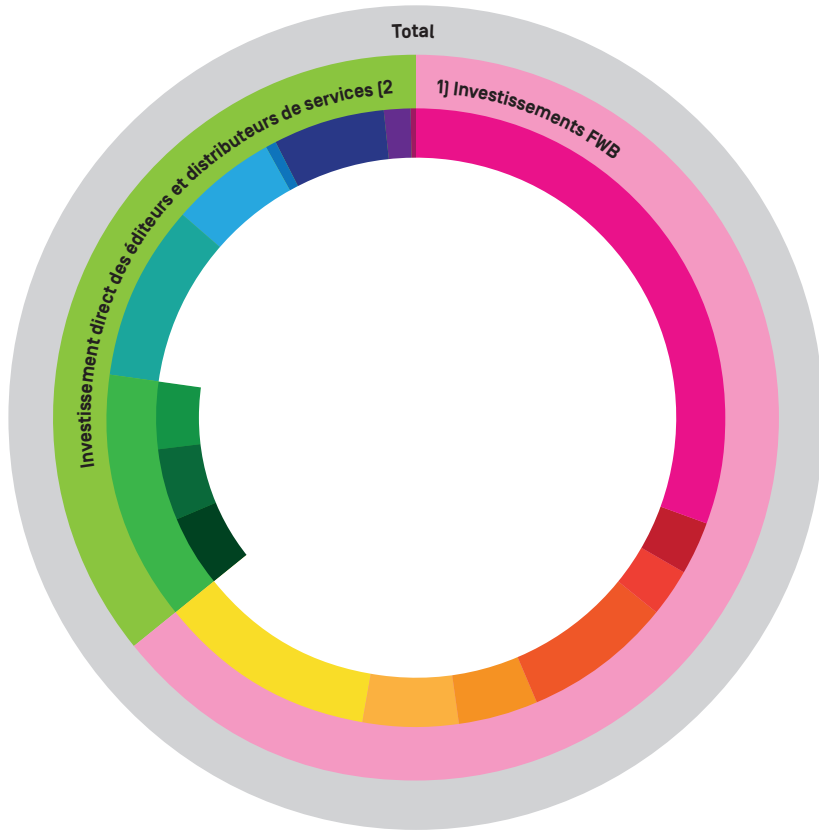 Total
Investissement direct des éditeurs et distributeurs de services [2
1] Investissements FWB